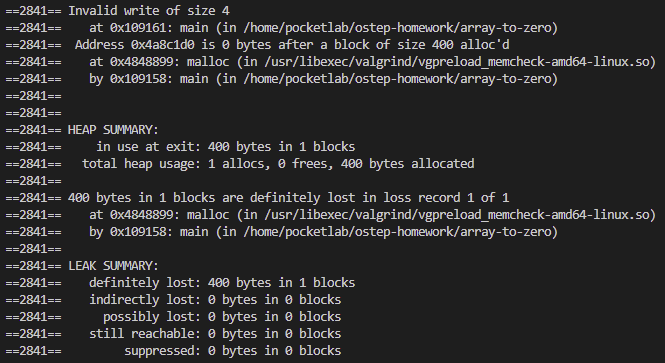 ==2841== Invalid write of size 4
==2841==    at 0x109161: main (in /home/pocketlab/ostep-homework/array-to-zero)
==2841==  Address 0x4a8c1d0 is 0 bytes after a block of size 400 alloc'd
==2841==    at 0x4848899: malloc (in /usr/libexec/valgrind/vgpreload_memcheck-amd64-linux.so)
==2841==    by 0x109158: main (in /home/pocketlab/ostep-homework/array-to-zero)
==2841==
==2841==
==2841== HEAP SUMMARY:
==2841==     in use at exit: 400 bytes in 1 blocks
==2841==   total heap usage: 1 allocs, 0 frees, 400 bytes allocated
==2841==
==2841== 400 bytes in 1 blocks are definitely lost in loss record 1 of 1
==2841==    at 0x4848899: malloc (in /usr/libexec/valgrind/vgpreload_memcheck-amd64-linux.so)
==2841==    by 0x109158: main (in /home/pocketlab/ostep-homework/array-to-zero)
==2841==
==2841== LEAK SUMMARY:
==2841==    definitely lost: 400 bytes in 1 blocks
==2841==    indirectly lost: 0 bytes in 0 blocks
==2841==      possibly lost: 0 bytes in 0 blocks
==2841==    still reachable: 0 bytes in 0 blocks
==2841==         suppressed: 0 bytes in 0 blocks